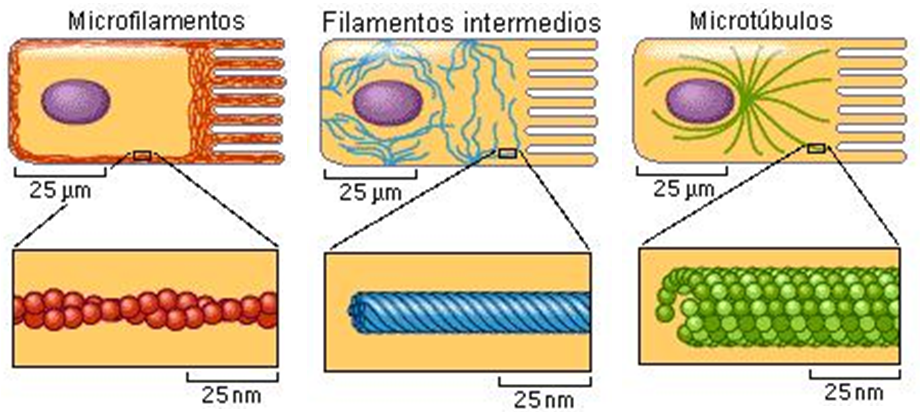 Microfilamentos
Filamentos intermedios
Microtúbulos
25 µm
25 µm
25 µm
25nm
25nm
25nm